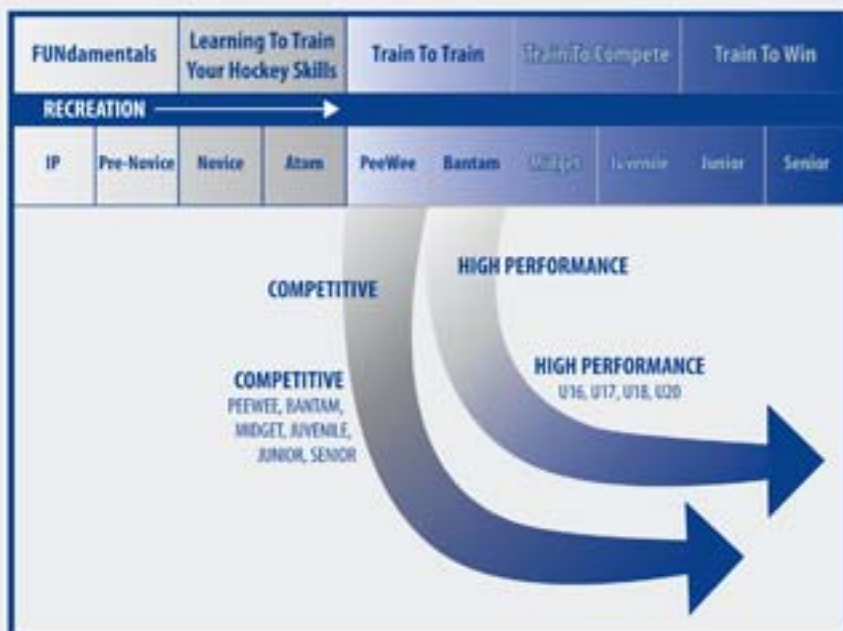 FUNdamentals
Learning To Train
Your Hockey Skills
Train To Train
Train To Compete
Train To Win
RECREATION
IP
Pre-Novice
Novice
Atom
PeeWee
Bantam
Midget
Juvenile
Junior
Senior
COMPETITIVE
HIGH PERFORMANCE
COMPETITIVE
PEEWEE, BANTAM,
MIDGET, JUVENILE,
JUNIOR, SENIOR
HIGH PERFORMANCE
U16, U17, U18, U20